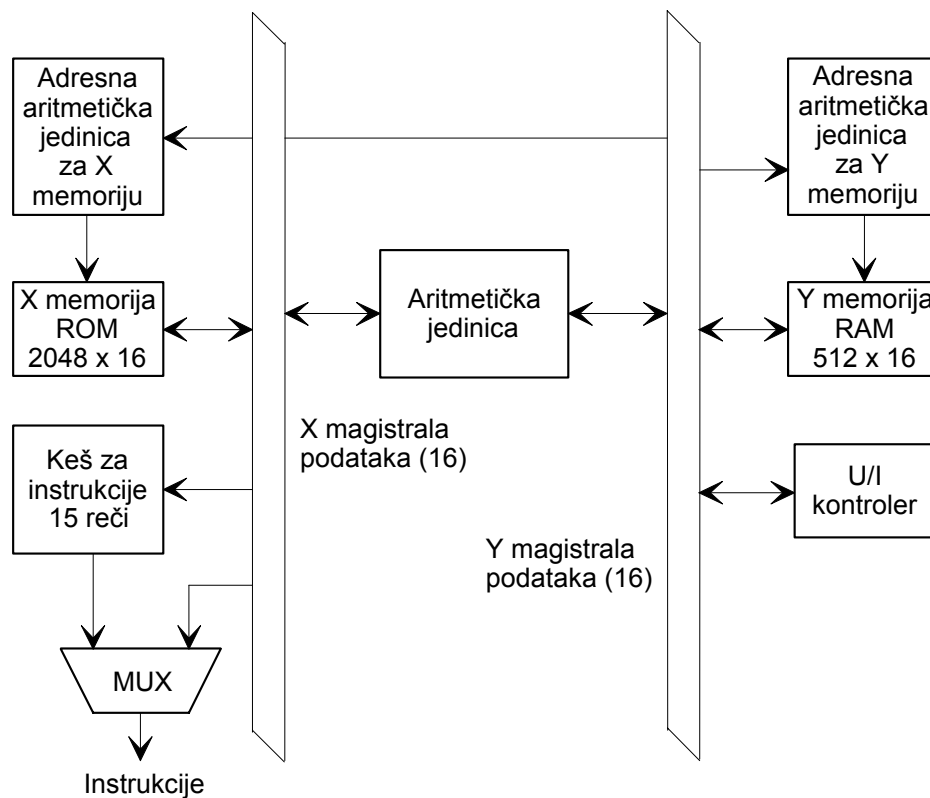 Adresna
aritmetička
jedinica
za X
memoriju
Adresna
aritmetička
jedinica
za Y
memoriju
X memorija
ROM
2048 x 16
Aritmetička
jedinica
Y memorija
RAM
512 x 16
X magistrala
podataka (16)
Keš za
instrukcije
15 reči
U/I
kontroler
Y magistrala
podataka (16)
MUX
Instrukcije